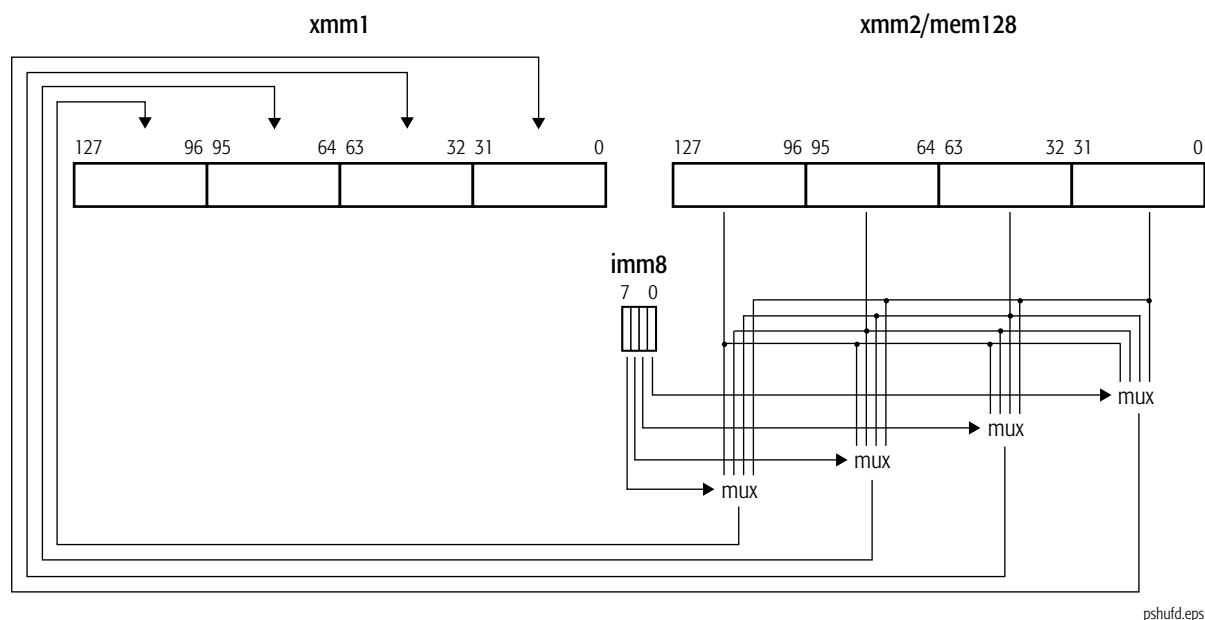 xmm1 xmm2/mem128
127 96 95 64 63 32 31 0 127 96 95 64 63 32 31 0
imm8
7 0
mux
mux
mux
mux
pshufd.eps